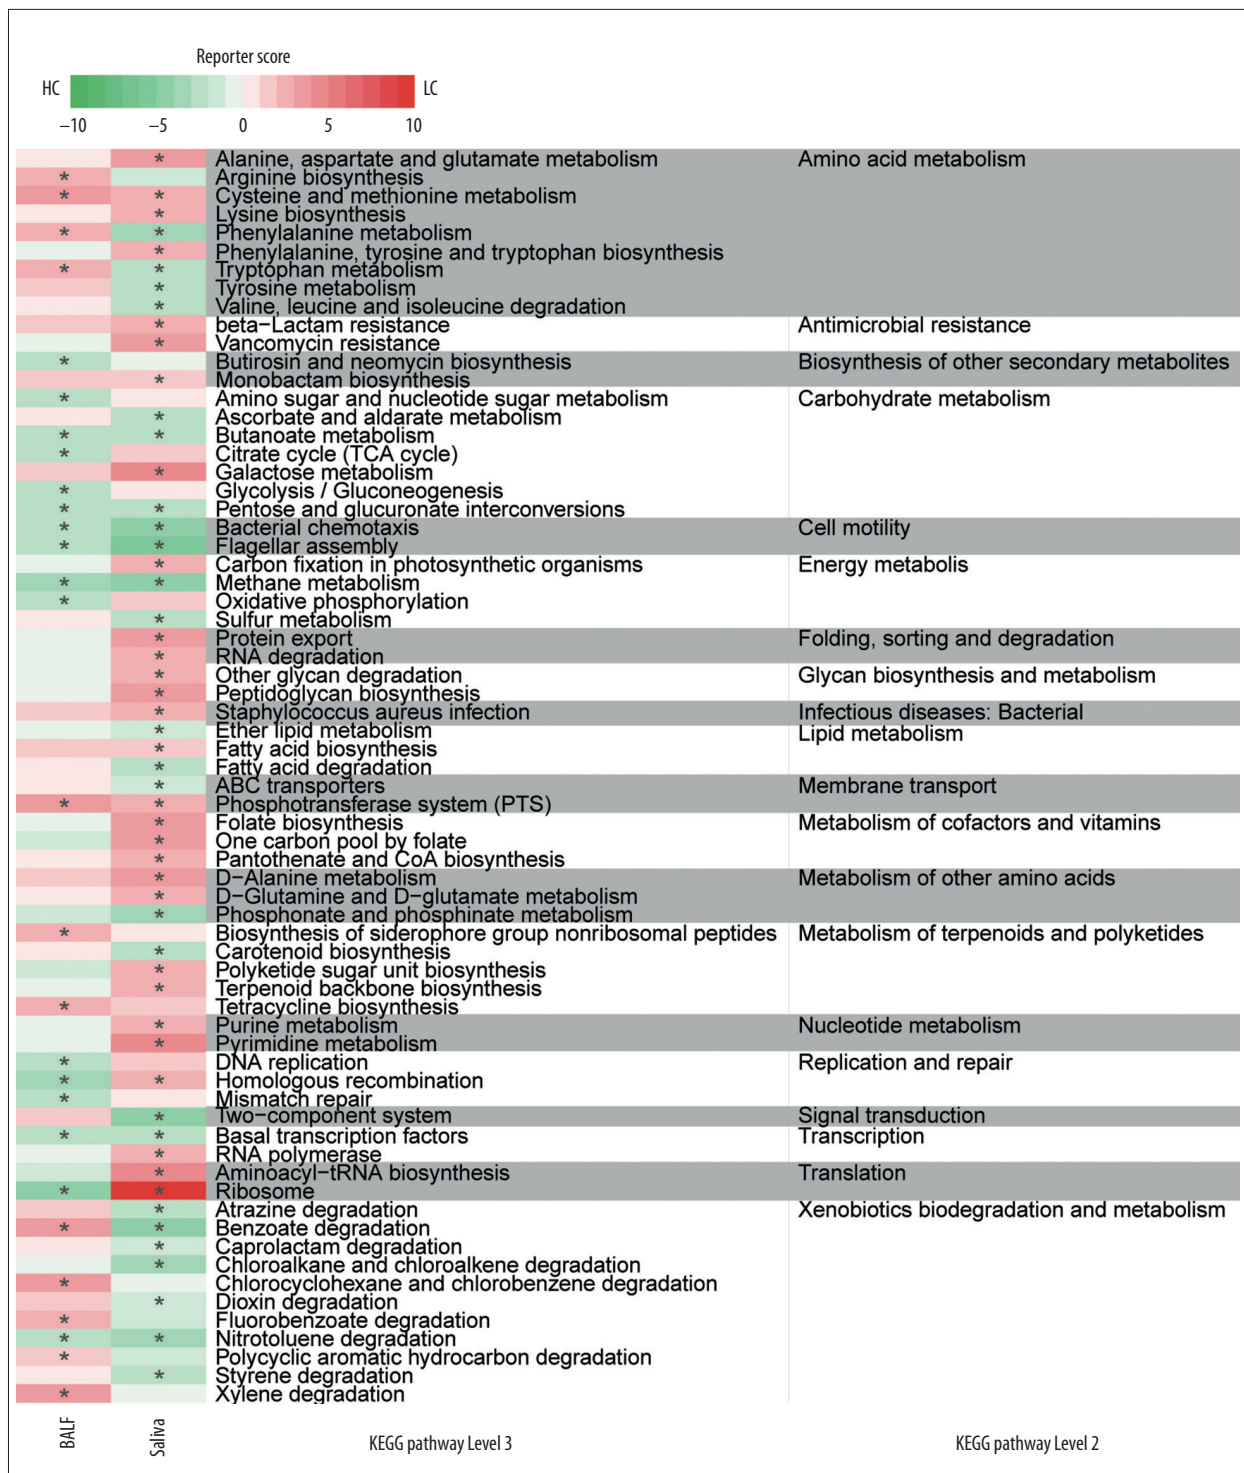 Reporter score
HC LC
−10 −5 0 5 10
* Alanine, aspartate and glutamate metabolism Amino acid metabolism
* Arginine biosynthesis
* * Cysteine and methionine metabolism
* Lysine biosynthesis
* * Phenylalanine metabolism
* Phenylalanine, tyrosine and tryptophan biosynthesis
* * Tryptophan metabolism
* Tyrosine metabolism
* Valine, leucine and isoleucine degradation
* beta−Lactam resistance Antimicrobial resistance
* Vancomycin resistance
* Butirosin and neomycin biosynthesis Biosynthesis of other secondary metabolites
* Monobactam biosynthesis
* Amino sugar and nucleotide sugar metabolism Carbohydrate metabolism
* Ascorbate and aldarate metabolism
* * Butanoate metabolism
* Citrate cycle (TCA cycle)
* Galactose metabolism
* Glycolysis / Gluconeogenesis
* * Pentose and glucuronate interconversions
* * Bacterial chemotaxis Cell motility
* * Flagellar assembly
* Carbon fixation in photosynthetic organisms Energy metabolis
* * Methane metabolism
* Oxidative phosphorylation
* Sulfur metabolism
* Protein export Folding, sorting and degradation
* RNA degradation
* Other glycan degradation Glycan biosynthesis and metabolism
* Peptidoglycan biosynthesis
* Staphylococcus aureus infection Infectious diseases: Bacterial
* Ether lipid metabolism Lipid metabolism
* Fatty acid biosynthesis
* Fatty acid degradation
* ABC transporters Membrane transport
* * Phosphotransferase system (PTS)
* Folate biosynthesis Metabolism of cofactors and vitamins
* One carbon pool by folate
* Pantothenate and CoA biosynthesis
* D−Alanine metabolism Metabolism of other amino acids
* D−Glutamine and D−glutamate metabolism
* Phosphonate and phosphinate metabolism
* Biosynthesis of siderophore group nonribosomal peptides Metabolism of terpenoids and polyketides
* Carotenoid biosynthesis
* Polyketide sugar unit biosynthesis
* Terpenoid backbone biosynthesis
* Tetracycline biosynthesis
* Purine metabolism Nucleotide metabolism
* Pyrimidine metabolism
* DNA replication Replication and repair
* * Homologous recombination
* Mismatch repair
* Two−component system Signal transduction
* * Basal transcription factors Transcription
* RNA polymerase
* Aminoacyl−tRNA biosynthesis Translation
* * Ribosome
* Atrazine degradation Xenobiotics biodegradation and metabolism
* * Benzoate degradation
* Caprolactam degradation
* Chloroalkane and chloroalkene degradation
* Chlorocyclohexane and chlorobenzene degradation
* Dioxin degradation
* Fluorobenzoate degradation
* * Nitrotoluene degradation
* Polycyclic aromatic hydrocarbon degradation
* Styrene degradation
* Xylene degradation
BALF Saliva KEGG pathway Level 3 KEGG pathway Level 2